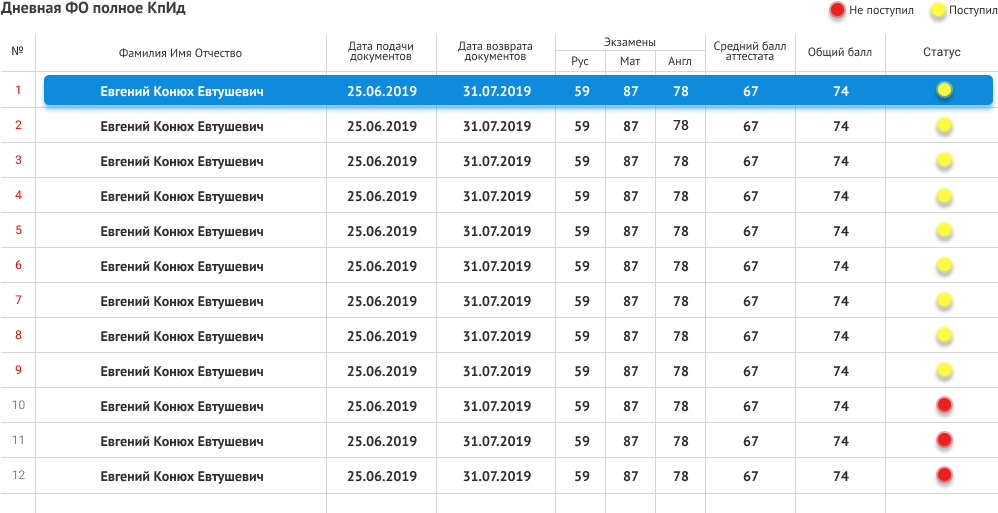 Дневная ФО полное КпИд
Не поступил Поступил
№ Фамилия Имя Отчество Дата подачи документов Дата возврата документов Экзамены Рус Мат Англ Средний балл аттестата Общий балл Статус
1 Евгений Конюх Евтушевич 25.06.2019 31.07.2019 59 87 78 67 74
2 Евгений Конюх Евтушевич 25.06.2019 31.07.2019 59 87 78 67 74
3 Евгений Конюх Евтушевич 25.06.2019 31.07.2019 59 87 78 67 74
4 Евгений Конюх Евтушевич 25.06.2019 31.07.2019 59 87 78 67 74
5 Евгений Конюх Евтушевич 25.06.2019 31.07.2019 59 87 78 67 74
6 Евгений Конюх Евтушевич 25.06.2019 31.07.2019 59 87 78 67 74
7 Евгений Конюх Евтушевич 25.06.2019 31.07.2019 59 87 78 67 74
8 Евгений Конюх Евтушевич 25.06.2019 31.07.2019 59 87 78 67 74
9 Евгений Конюх Евтушевич 25.06.2019 31.07.2019 59 87 78 67 74
10 Евгений Конюх Евтушевич 25.06.2019 31.07.2019 59 87 78 67 74
11 Евгений Конюх Евтушевич 25.06.2019 31.07.2019 59 87 78 67 74
12 Евгений Конюх Евтушевич 25.06.2019 31.07.2019 59 87 78 67 74